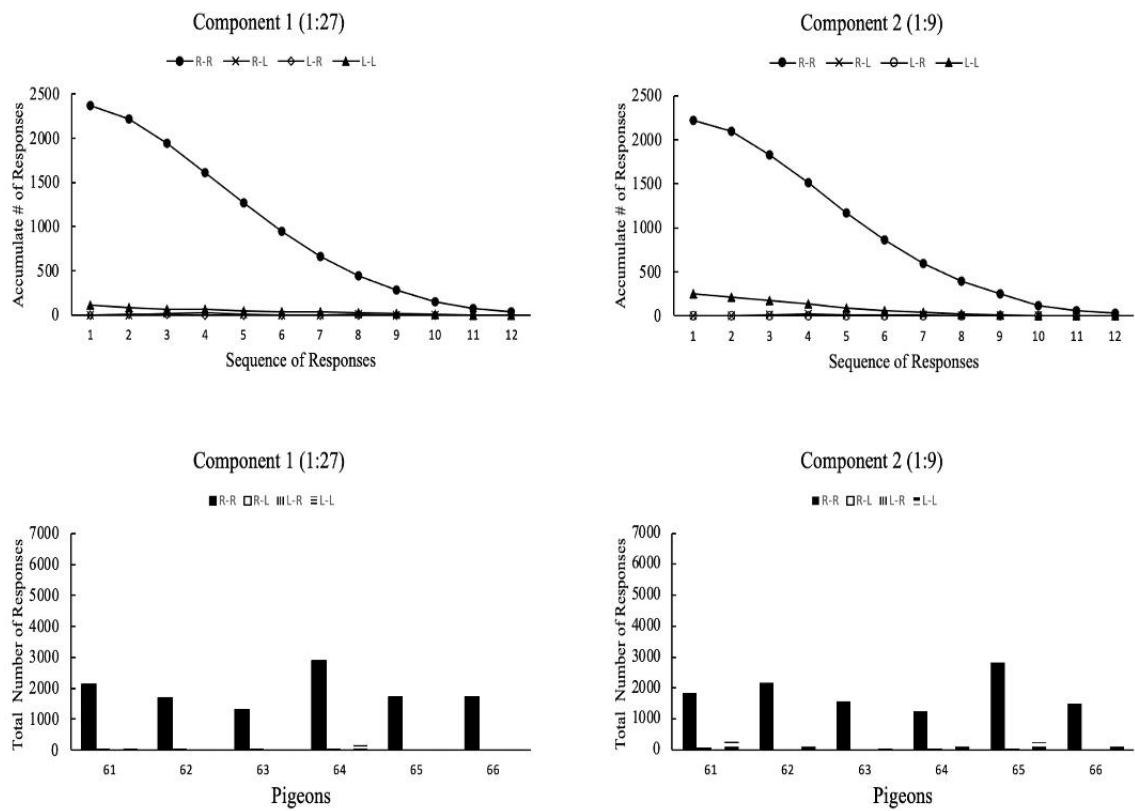 Component 1 (1:27)
R-R R-L L-R L-L
2500
2000
1500
1000
500
0
Accumulate # of Responses
1 2 3 4 5 6 7 8 9 10 11 12
Sequence of Responses
Component 2 (1:9)
R-R R-L L-R L-L
2500
2000
1500
1000
500
0
Accumulate # of Responses
1 2 3 4 5 6 7 8 9 10 11 12
Sequence of Responses
Component 1 (1:27)
R-R R-L L-R L-L
7000
6000
5000
4000
3000
2000
1000
0
Total Number of Responses
61 62 63 64 65 66
Pigeons
Component 2 (1:9)
R-R R-L L-R L-L
7000
6000
5000
4000
3000
2000
1000
0
Total Number of Responses
61 62 63 64 65 66
Pigeons